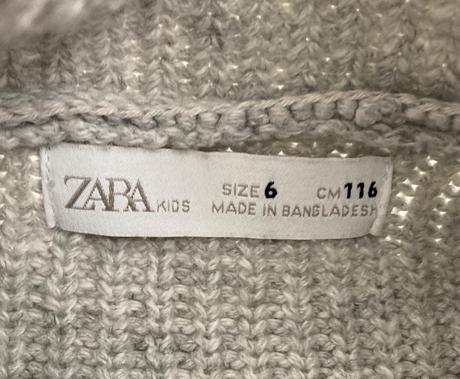 ZARA KIDS SIZE 6 CM 116
MADE IN BANGLADESH